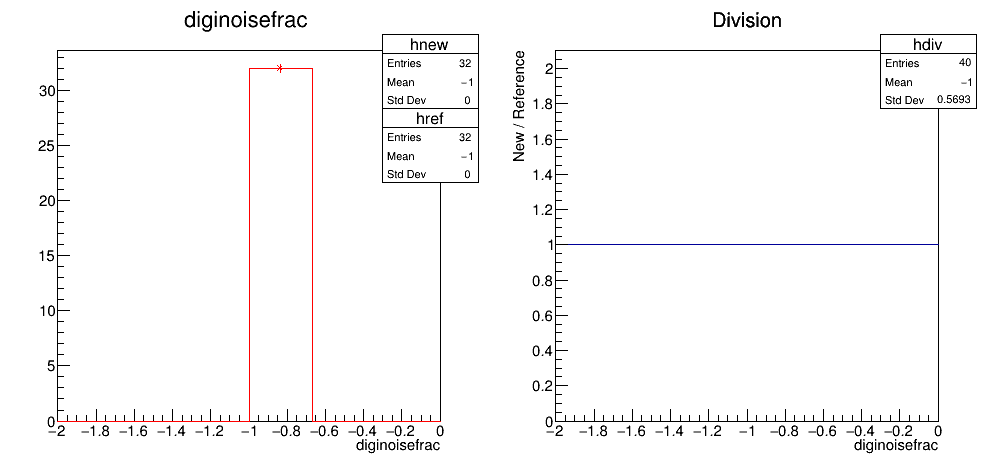 diginoisefrac
hnew
Entries 32
Mean −1
Std Dev 0
href
Entries 32
Mean −1
Std Dev 0
30
25
20
15
10
5
0
−2 −1.8 −1.6 −1.4 −1.2 −1 −0.8 −0.6 −0.4 −0.2 0
diginoisefrac
Division
hdiv
Entries 40
Mean −1
Std Dev 0.5693
New / Reference
2
1.8
1.6
1.4
1.2
1
0.8
0.6
0.4
0.2
0
−2 −1.8 −1.6 −1.4 −1.2 −1 −0.8 −0.6 −0.4 −0.2 0
diginoisefrac